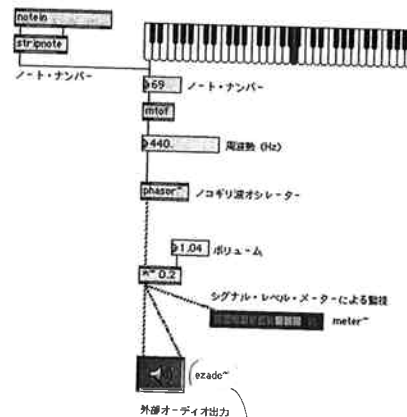 notein
stripnote
ノート・ナンバー
69 ノート・ナンバー
mtof
440. 周波数 (Hz)
phasor~ ノコギリ波オシレーター
1.04 ボリューム
*~ 0.2
シグナル・レベル・メーターによる監視
meter~
ezadc~
外部オーディオ出力